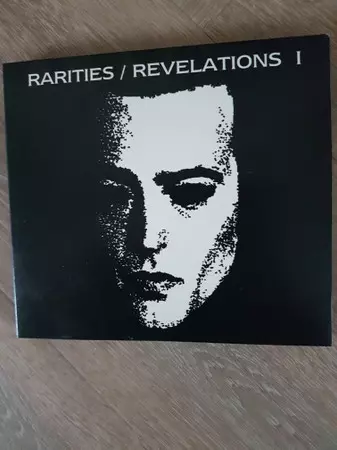 RARITIES / REVELATIONS I